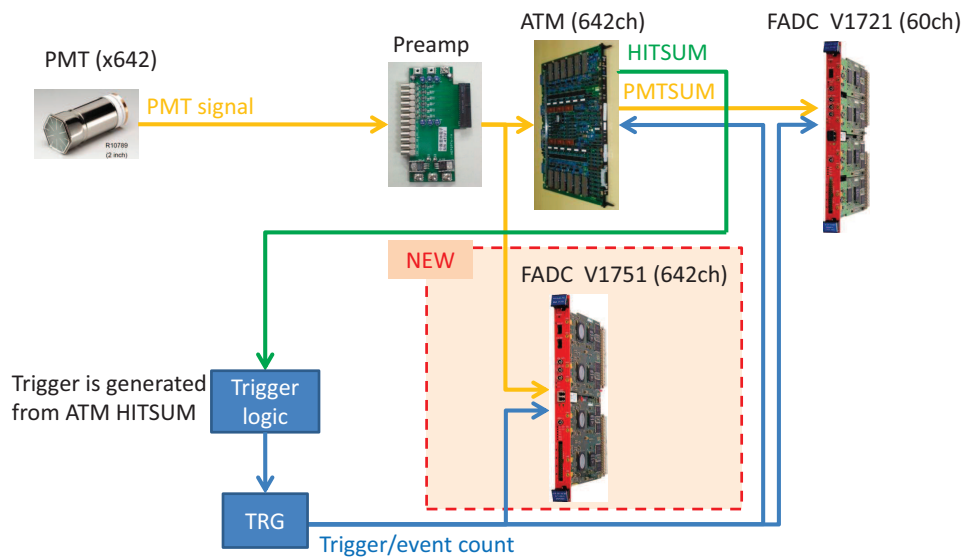 ATM (642ch)
FADC V1721 (60ch)
PMT (x642)
Preamp
HITSUM
PMTSUM
PMT signal
R10789
(2 inch)
NEW
FADC V1751 (642ch)
Trigger is generated
from ATM HITSUM
Trigger
logic
TRG
Trigger/event count